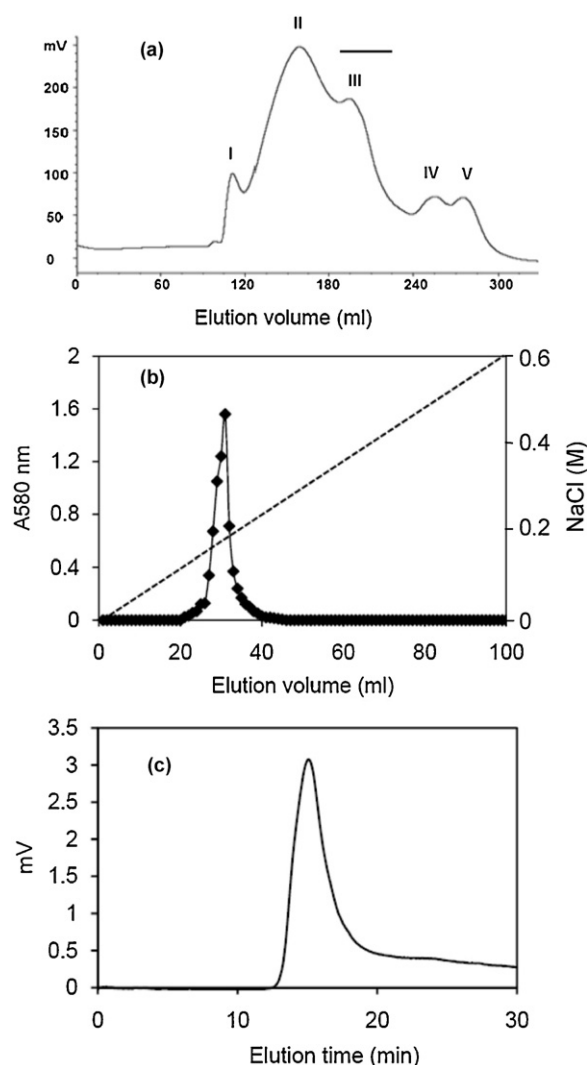 (a)
II
mV
200
III
150
I
100
IV V
50
0
0 60 120 180 240 300
Elution volume (ml)
(b)
2 0.6
1.6
1.2 0.4
0.8 0.2
0.4
0 0
A580 nm
NaCl (M)
0 20 40 60 80 100
Elution volume (ml)
(c)
3.5
3
2.5
2
1.5
1
0.5
0
mV
0 10 20 30
Elution time (min)